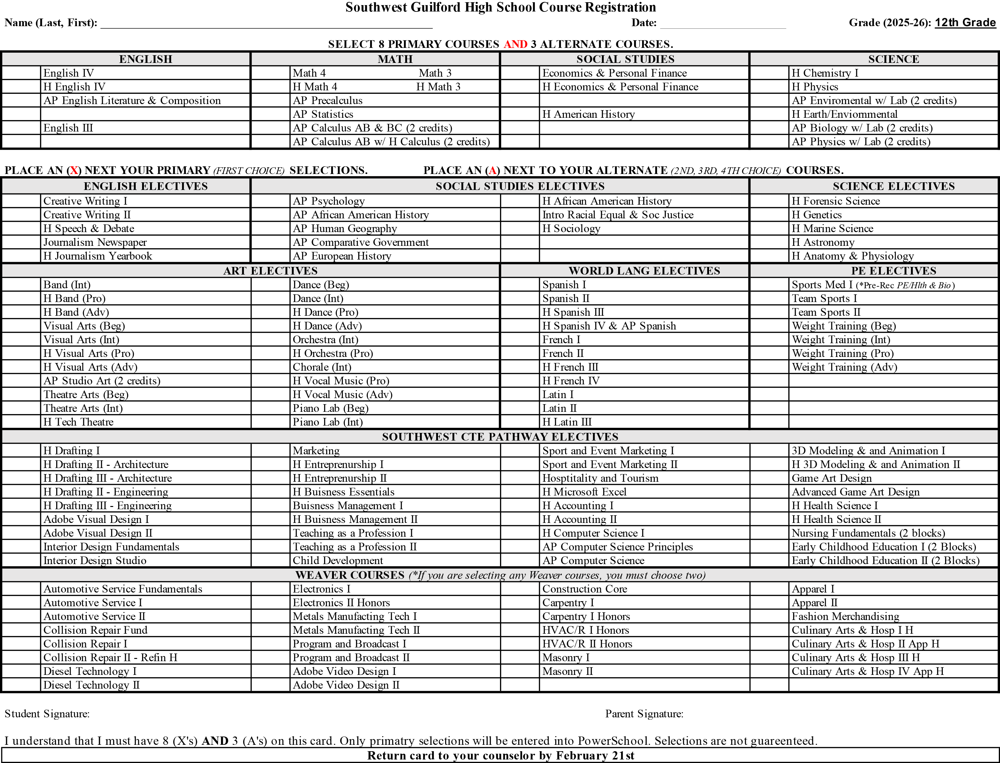 Southwest Guilford High School Course Registration
Name (Last, First): Date: Grade (2025-26): 12th Grade
SELECT 8 PRIMARY COURSES AND 3 ALTERNATE COURSES.
ENGLISH MATH SOCIAL STUDIES SCIENCE
English IV Math 4 Math 3 Economics & Personal Finance H Chemistry I
H English IV H Math 4 H Math 3 H Economics & Personal Finance H Physics
AP English Literature & Composition AP Precalculus AP Enviromental w/ Lab (2 credits)
AP Statistics H American History H Earth/Enviornmental
English III AP Calculus AB & BC (2 credits) AP Biology w/ Lab (2 credits)
AP Calculus AB w/ H Calculus (2 credits) AP Physics w/ Lab (2 credits)
PLACE AN (X) NEXT YOUR PRIMARY (FIRST CHOICE) SELECTIONS. PLACE AN (A) NEXT TO YOUR ALTERNATE (2ND, 3RD, 4TH CHOICE) COURSES.
ENGLISH ELECTIVES SOCIAL STUDIES ELECTIVES SCIENCE ELECTIVES
Creative Writing I AP Psychology H African American History H Forensic Science
Creative Writing II AP African American History Intro Racial Equal & Soc Justice H Genetics
H Speech & Debate AP Human Geography H Sociology H Marine Science
Journalism Newspaper AP Comparative Government H Astronomy
H Journalism Yearbook AP European History H Anatomy & Physiology
ART ELECTIVES WORLD LANG ELECTIVES PE ELECTIVES
Band (Int) Dance (Beg) Spanish I Sports Med I (*Pre-Rec PE/Hlth & Bio)
H Band (Pro) Dance (Int) Spanish II Team Sports I
H Band (Adv) H Dance (Pro) H Spanish III Team Sports II
Visual Arts (Beg) H Dance (Adv) H Spanish IV & AP Spanish Weight Training (Beg)
Visual Arts (Int) Orchestra (Int) French I Weight Training (Int)
H Visual Arts (Pro) H Orchestra (Pro) French II Weight Training (Pro)
H Visual Arts (Adv) Chorale (Int) H French III Weight Training (Adv)
AP Studio Art (2 credits) H Vocal Music (Pro) H French IV
Theatre Arts (Beg) H Vocal Music (Adv) Latin I
Theatre Arts (Int) Piano Lab (Beg) Latin II
H Tech Theatre Piano Lab (Int) H Latin III
SOUTHWEST CTE PATHWAY ELECTIVES
H Drafting I Marketing Sport and Event Marketing I 3D Modeling & and Animation I
H Drafting II - Architecture H Entreprenurship I Sport and Event Marketing II H 3D Modeling & and Animation II
H Drafting III - Architecture H Entreprenurship II Hosptitality and Tourism Game Art Design
H Drafting II - Engineering H Buisness Essentials H Microsoft Excel Advanced Game Art Design
H Drafting III - Engineering Buisness Management I H Accounting I H Health Science I
Adobe Visual Design I H Buisness Management II H Accounting II H Health Science II
Adobe Visual Design II Teaching as a Profession I H Computer Science I Nursing Fundamentals (2 blocks)
Interior Design Fundamentals Teaching as a Profession II AP Computer Science Principles Early Childhood Education I (2 Blocks)
Interior Design Studio Child Development AP Computer Science Early Childhood Education II (2 Blocks)
WEAVER COURSES (*If you are selecting any Weaver courses, you must choose two)
Automotive Service Fundamentals Electronics I Construction Core Apparel I
Automotive Service I Electronics II Honors Carpentry I Apparel II
Automotive Service II Metals Manufacting Tech I Carpentry I Honors Fashion Merchandising
Collision Repair Fund Metals Manufacting Tech II HVAC/R I Honors Culinary Arts & Hosp I H
Collision Repair I Program and Broadcast I HVAC/R II Honors Culinary Arts & Hosp II App H
Collision Repair II - Refin H Program and Broadcast II Masonry I Culinary Arts & Hosp III H
Diesel Technology I Adobe Video Design I Masonry II Culinary Arts & Hosp IV App H
Diesel Technology II Adobe Video Design II
Student Signature: Parent Signature:
I understand that I must have 8 (X's) AND 3 (A's) on this card. Only primatry selections will be entered into PowerSchool. Selections are not guareenteed.
Return card to your counselor by February 21st